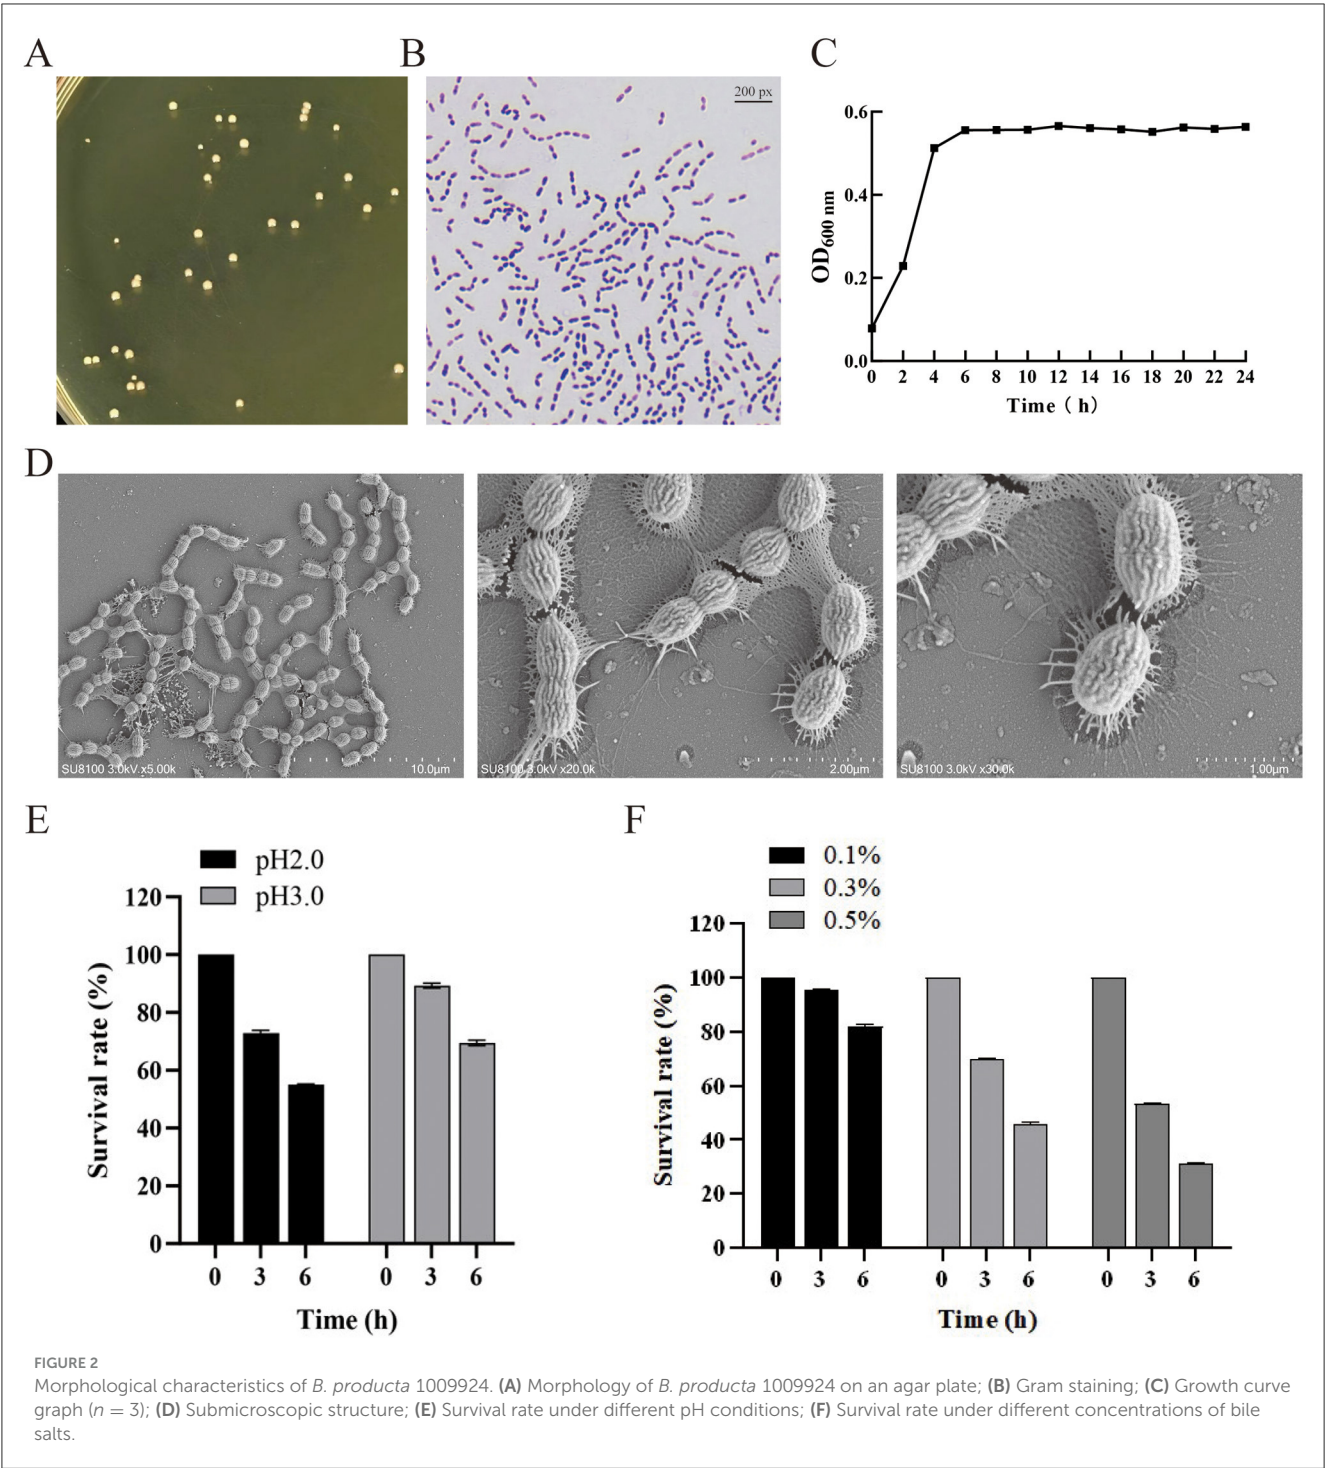 A
B
C
200 px
0.6
0.4
0.2
0.0
OD600 nm
0 2 4 6 8 10 12 14 16 18 20 22 24
Time ( h)
D
SU8100 3.0kV x5.00k 10.0µm
SU8100 3.0kV x20.0k 2.00µm
SU8100 3.0kV x30.0k 1.00µm
E
pH2.0
pH3.0
120
100
80
60
40
20
0
Survival rate (%)
0 3 6 0 3 6
Time (h)
F
0.1%
0.3%
0.5%
120
100
80
60
40
20
0
Survival rate (%)
0 3 6 0 3 6 0 3 6
Time (h)
FIGURE 2
Morphological characteristics of B. producta 1009924. (A) Morphology of B. producta 1009924 on an agar plate; (B) Gram staining; (C) Growth curve
graph (n = 3); (D) Submicroscopic structure; (E) Survival rate under different pH conditions; (F) Survival rate under different concentrations of bile
salts.